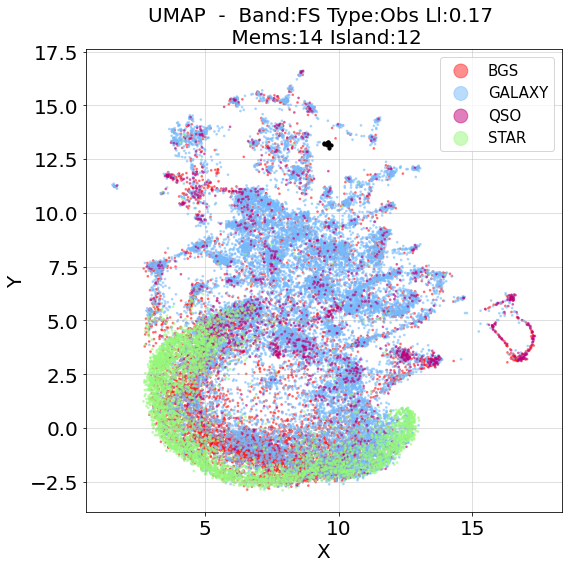 UMAP  -  Band:FS Type:Obs Ll:0.17
Mems:14 Island:12
BGS
GALAXY
QSO
STAR
17.5
15.0
12.5
10.0
7.5
5.0
2.5
0.0
−2.5
Y
5
10
15
X